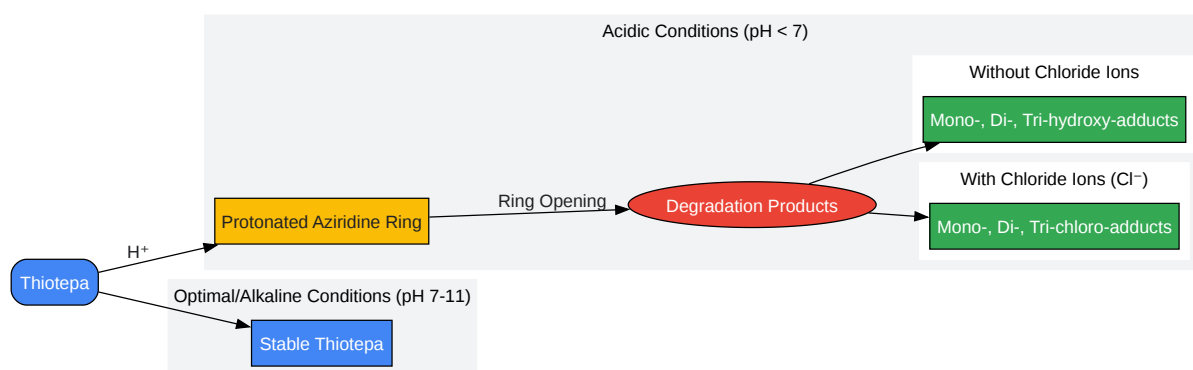 Acidic Conditions (pH < 7)
Without Chloride Ions
Mono-, Di-, Tri-hydroxy-adducts
With Chloride Ions (Cl⁻)
Mono-, Di-, Tri-chloro-adducts
Degradation Products
Ring Opening
Protonated Aziridine Ring
H⁺
Thiotepa
Optimal/Alkaline Conditions (pH 7-11)
Stable Thiotepa